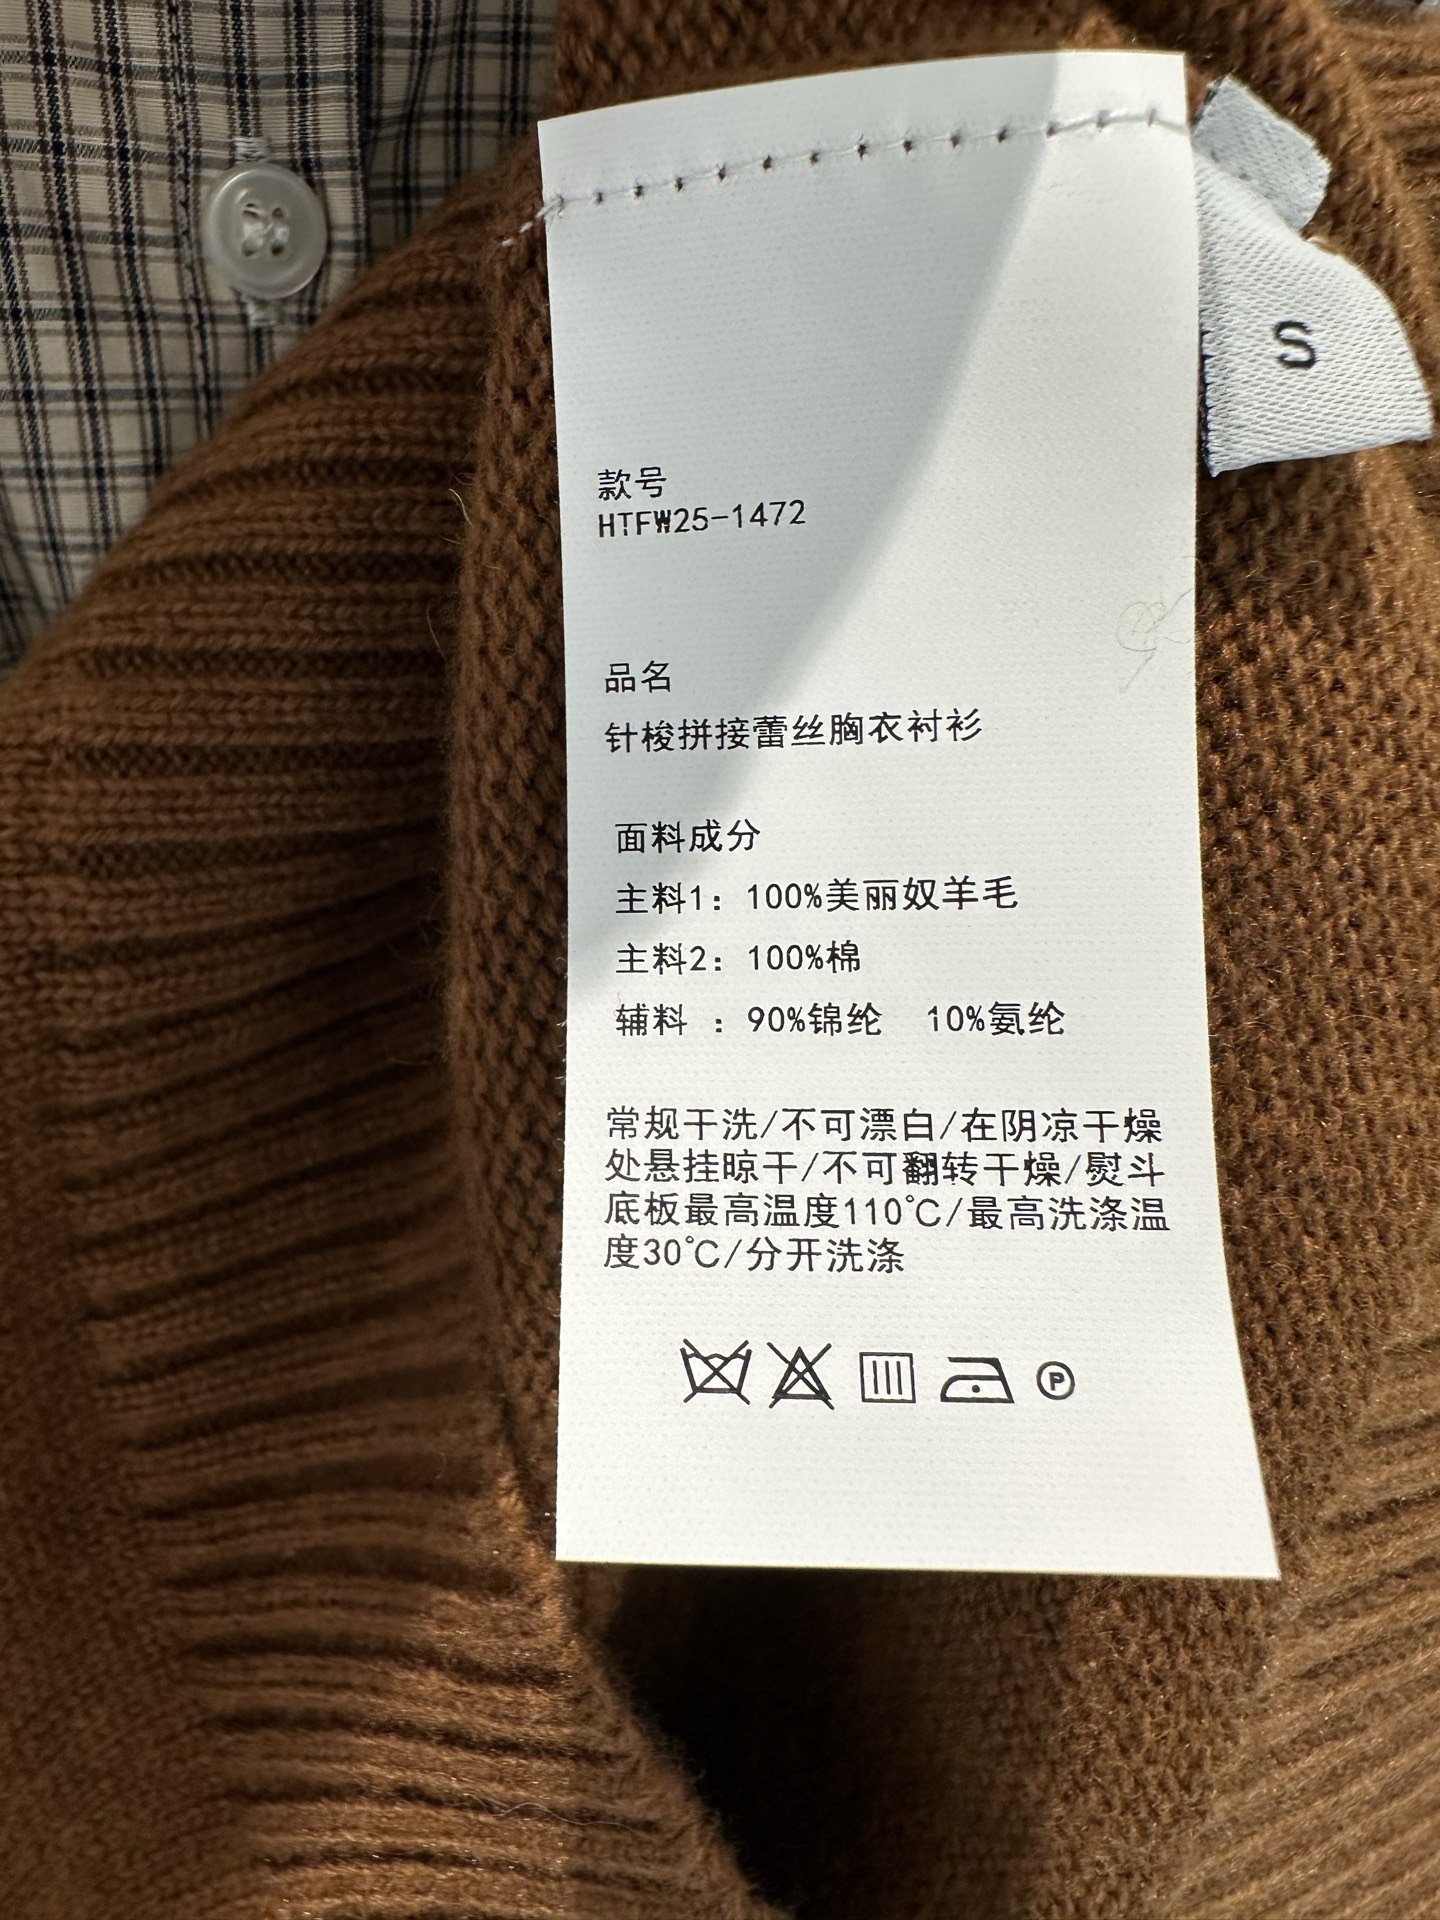 S
款号
HTFW25-1472
品名
针梭拼接蕾丝胸衣衬衫
面料成分
主料1：100%美丽奴羊毛
主料2：100%棉
辅料 ：90%锦纶 10%氨纶
常规干洗/不可漂白/在阴凉干燥
处悬挂晾干/不可翻转干燥/熨斗
底板最高温度110℃/最高洗涤温
度30℃/分开洗涤
P